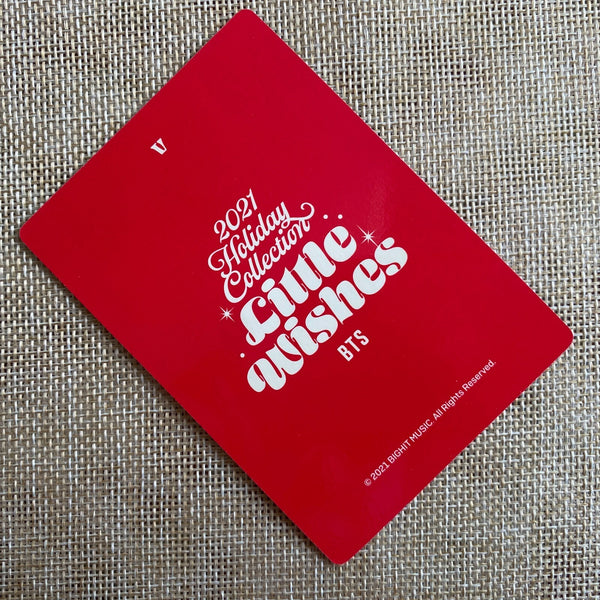 V
2021
Holiday
Collection
Little
Wishes
BTS
© 2021 BIGHIT MUSIC. All Rights Reserved.